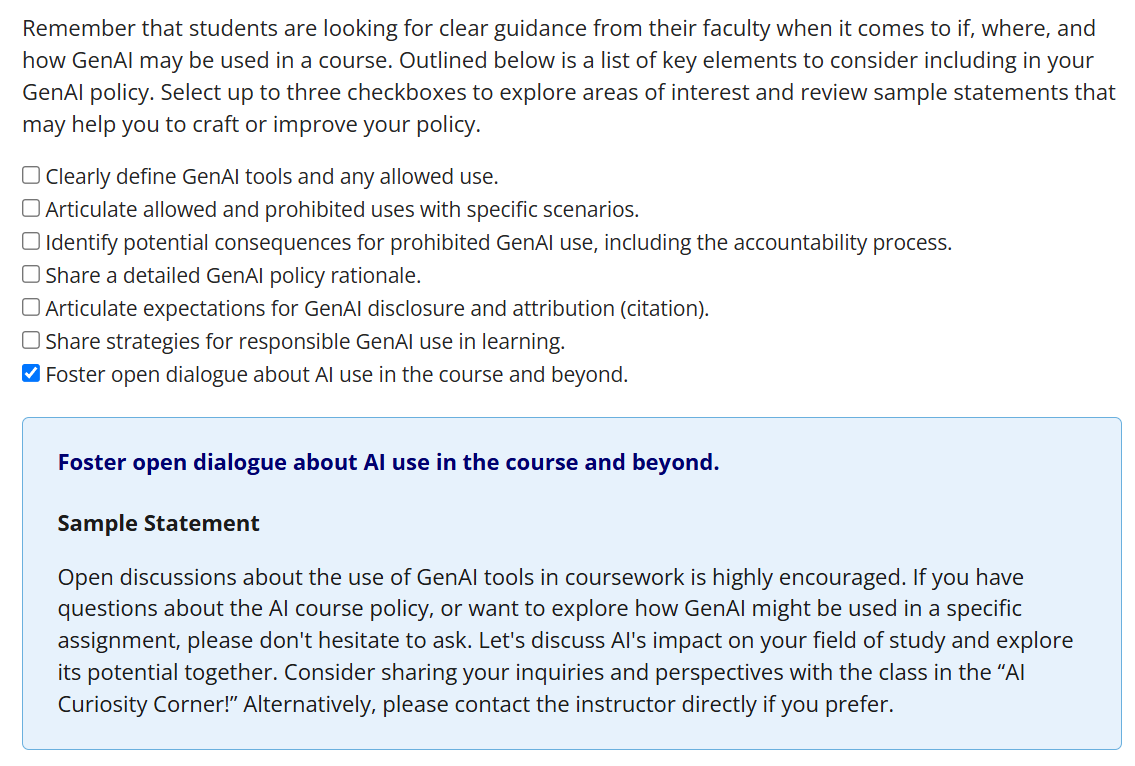 Remember that students are looking for clear guidance from their faculty when it comes to if, where, and
how GenAI may be used in a course. Outlined below is a list of key elements to consider including in your
GenAI policy. Select up to three checkboxes to explore areas of interest and review sample statements that
may help you to craft or improve your policy.
Clearly define GenAI tools and any allowed use.
Articulate allowed and prohibited uses with specific scenarios.
Identify potential consequences for prohibited GenAI use, including the accountability process.
Share a detailed GenAI policy rationale.
Articulate expectations for GenAI disclosure and attribution (citation).
Share strategies for responsible GenAI use in learning.
Foster open dialogue about AI use in the course and beyond.
Foster open dialogue about AI use in the course and beyond.
Sample Statement
Open discussions about the use of GenAI tools in coursework is highly encouraged. If you have
questions about the AI course policy, or want to explore how GenAI might be used in a specific
assignment, please don't hesitate to ask. Let's discuss AI's impact on your field of study and explore
its potential together. Consider sharing your inquiries and perspectives with the class in the “AI
Curiosity Corner!” Alternatively, please contact the instructor directly if you prefer.